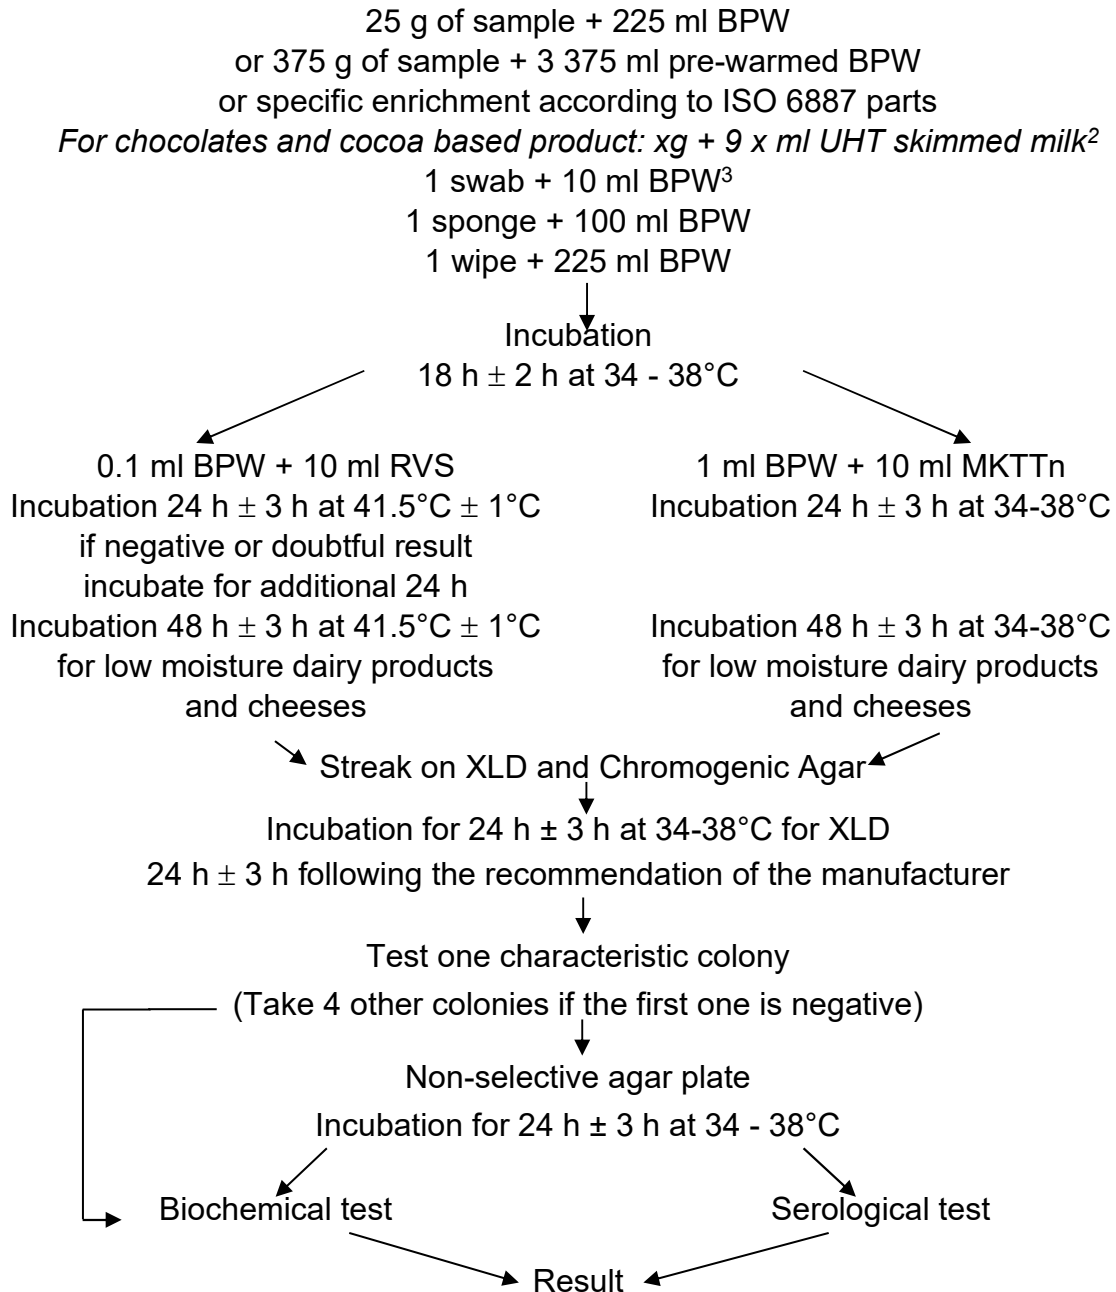 25 g of sample + 225 ml BPW
or 375 g of sample + 3 375 ml pre-warmed BPW
or specific enrichment according to ISO 6887 parts
For chocolates and cocoa based product: xg + 9 x ml UHT skimmed milk²
1 swab + 10 ml BPW³
1 sponge + 100 ml BPW
1 wipe + 225 ml BPW
Incubation
18 h ± 2 h at 34 - 38°C
0.1 ml BPW + 10 ml RVS
Incubation 24 h ± 3 h at 41.5°C ± 1°C
if negative or doubtful result
incubate for additional 24 h
Incubation 48 h ± 3 h at 41.5°C ± 1°C
for low moisture dairy products
and cheeses
1 ml BPW + 10 ml MKTTn
Incubation 24 h ± 3 h at 34-38°C
Incubation 48 h ± 3 h at 34-38°C
for low moisture dairy products
and cheeses
Streak on XLD and Chromogenic Agar
Incubation for 24 h ± 3 h at 34-38°C for XLD
24 h ± 3 h following the recommendation of the manufacturer
Test one characteristic colony
(Take 4 other colonies if the first one is negative)
Non-selective agar plate
Incubation for 24 h ± 3 h at 34 - 38°C
Biochemical test
Serological test
Result